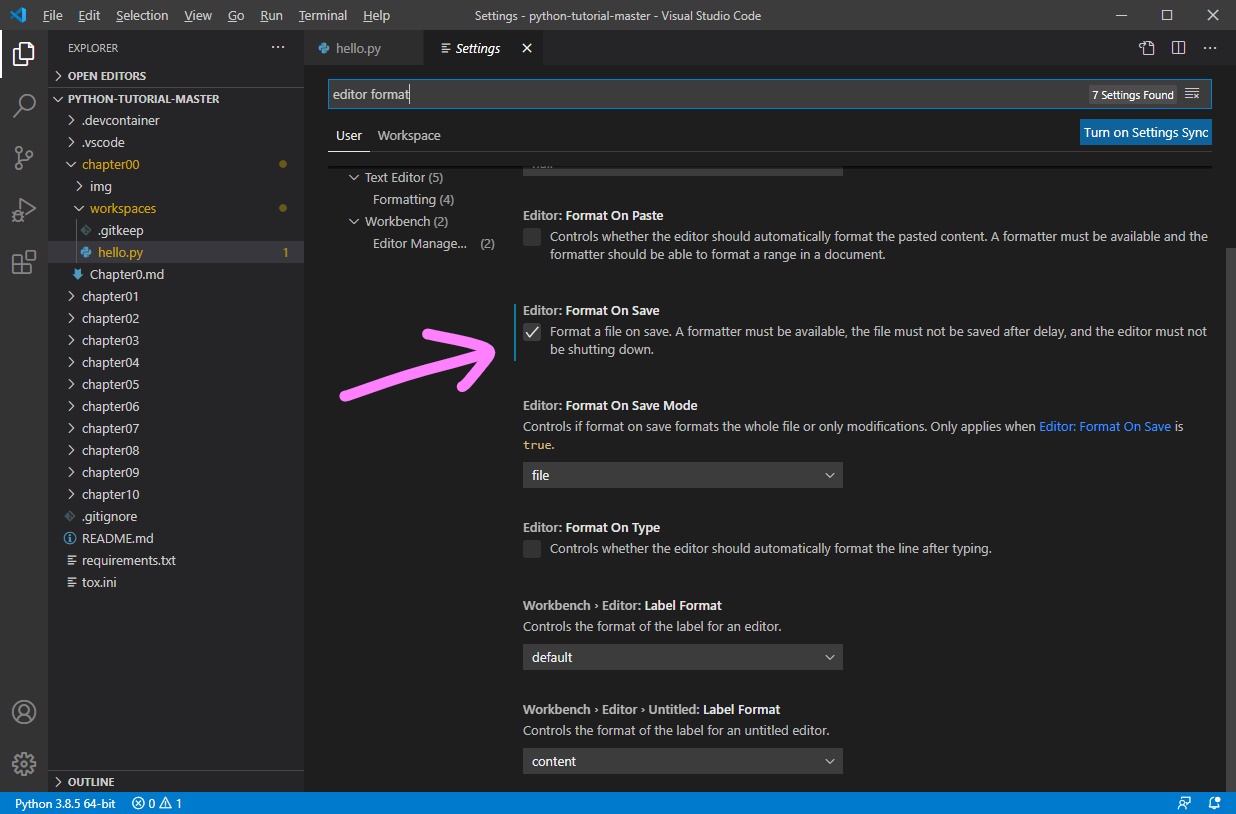 File Edit Selection View Go Run Terminal Help Settings - python-tutorial-master - Visual Studio Code
EXPLORER
OPEN EDITORS
PYTHON-TUTORIAL-MASTER
.devcontainer
.vscode
chapter00
img
workspaces
.gitkeep
hello.py 1
Chapter0.md
chapter01
chapter02
chapter03
chapter04
chapter05
chapter06
chapter07
chapter08
chapter09
chapter10
.gitignore
README.md
requirements.txt
tox.ini
OUTLINE
hello.py Settings
editor format 7 Settings Found
User Workspace Turn on Settings Sync
Text Editor (5)
Formatting (4)
Workbench (2)
Editor Manage... (2)
Editor: Format On Paste
Controls whether the editor should automatically format the pasted content. A formatter must be available and the
formatter should be able to format a range in a document.
Editor: Format On Save
Format a file on save. A formatter must be available, the file must not be saved after delay, and the editor must not
be shutting down.
Editor: Format On Save Mode
Controls if format on save formats the whole file or only modifications. Only applies when Editor: Format On Save is
true.
file
Editor: Format On Type
Controls whether the editor should automatically format the line after typing.
Workbench › Editor: Label Format
Controls the format of the label for an editor.
default
Workbench › Editor › Untitled: Label Format
Controls the format of the label for an untitled editor.
content
Python 3.8.5 64-bit 0 1